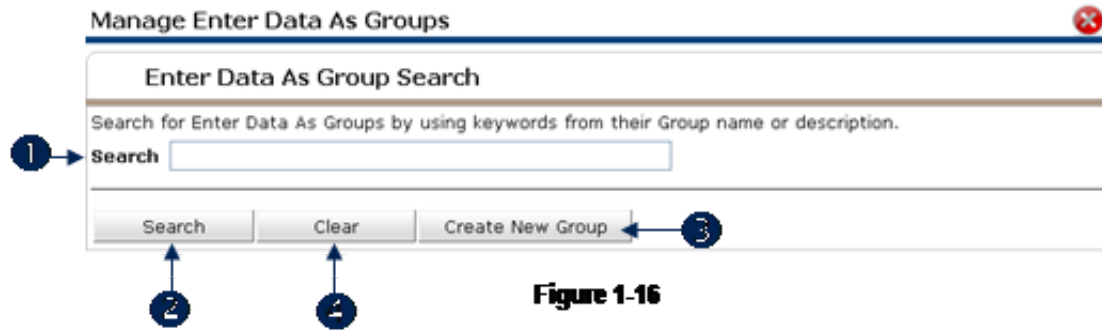 Manage Enter Data As Groups
Enter Data As Group Search
Search for Enter Data As Groups by using keywords from their Group name or description.
1
Search
Search
Clear
Create New Group
3
2
4
Figure 1-16